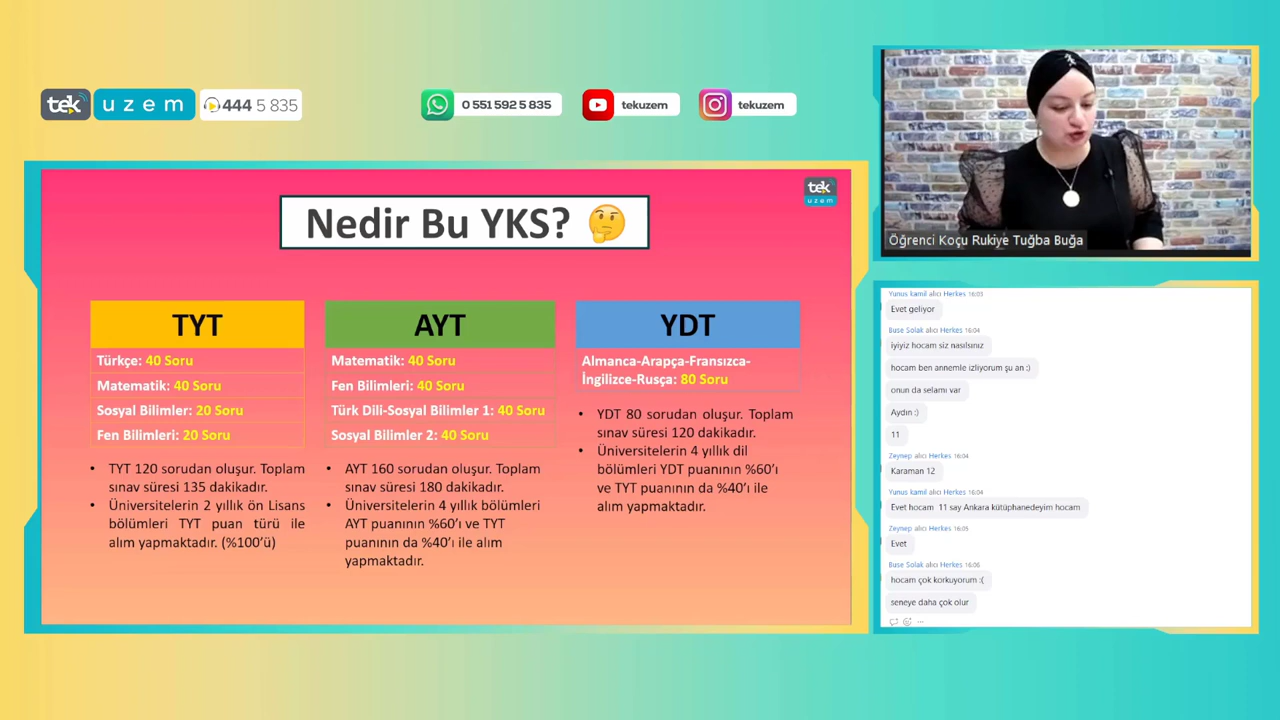 tek uzem 444 5 835
0 551 592 5 835
tekuzem
tekuzem
tek
uzem
Nedir Bu YKS?
TYT
Türkçe: 40 Soru
Matematik: 40 Soru
Sosyal Bilimler: 20 Soru
Fen Bilimleri: 20 Soru
• TYT 120 sorudan oluşur. Toplam
sınav süresi 135 dakikadır.
• Üniversitelerin 2 yıllık ön Lisans
bölümleri TYT puan türü ile
alım yapmaktadır. (%100’ü)
AYT
Matematik: 40 Soru
Fen Bilimleri: 40 Soru
Türk Dili-Sosyal Bilimler 1: 40 Soru
Sosyal Bilimler 2: 40 Soru
• AYT 160 sorudan oluşur. Toplam
sınav süresi 180 dakikadır.
• Üniversitelerin 4 yıllık bölümleri
AYT puanının %60’ı ve TYT
puanının da %40’ı ile alım
yapmaktadır.
YDT
Almanca-Arapça-Fransızca-
İngilizce-Rusça: 80 Soru
• YDT 80 sorudan oluşur. Toplam
sınav süresi 120 dakikadır.
• Üniversitelerin 4 yıllık dil
bölümleri YDT puanının %60’ı
ve TYT puanının da %40’ı ile
alım yapmaktadır.
Öğrenci Koçu Rukiye Tuğba Buğa
Yunus kamil alıcı Herkes 16:03
Evet geliyor
Buse Solak alıcı Herkes 16:04
iyiyiz hocam siz nasılsınız
hocam ben annemle izliyorum şu an :)
onun da selamı var
Aydın :)
11
Zeynep alıcı Herkes 16:04
Karaman 12
Yunus kamil alıcı Herkes 16:04
Evet hocam 11 say Ankara kütüphanedeyim hocam
Zeynep alıcı Herkes 16:05
Evet
Buse Solak alıcı Herkes 16:06
hocam çok korkuyorum :(
seneye daha çok olur